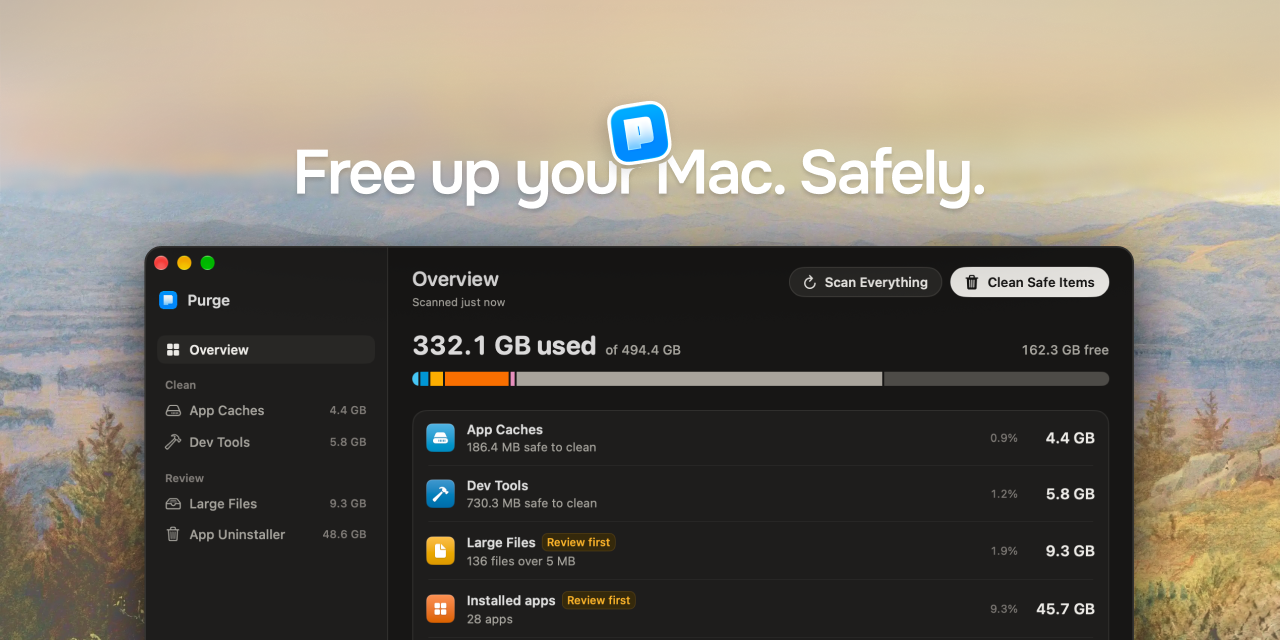 Free up your Mac. Safely.
Purge
Overview
Clean
App Caches 4.4 GB
Dev Tools 5.8 GB
Review
Large Files 9.3 GB
App Uninstaller 48.6 GB
Overview
Scanned just now
Scan Everything
Clean Safe Items
332.1 GB used of 494.4 GB
162.3 GB free
App Caches
186.4 MB safe to clean
0.9% 4.4 GB
Dev Tools
730.3 MB safe to clean
1.2% 5.8 GB
Large Files Review first
136 files over 5 MB
1.9% 9.3 GB
Installed apps Review first
28 apps
9.3% 45.7 GB